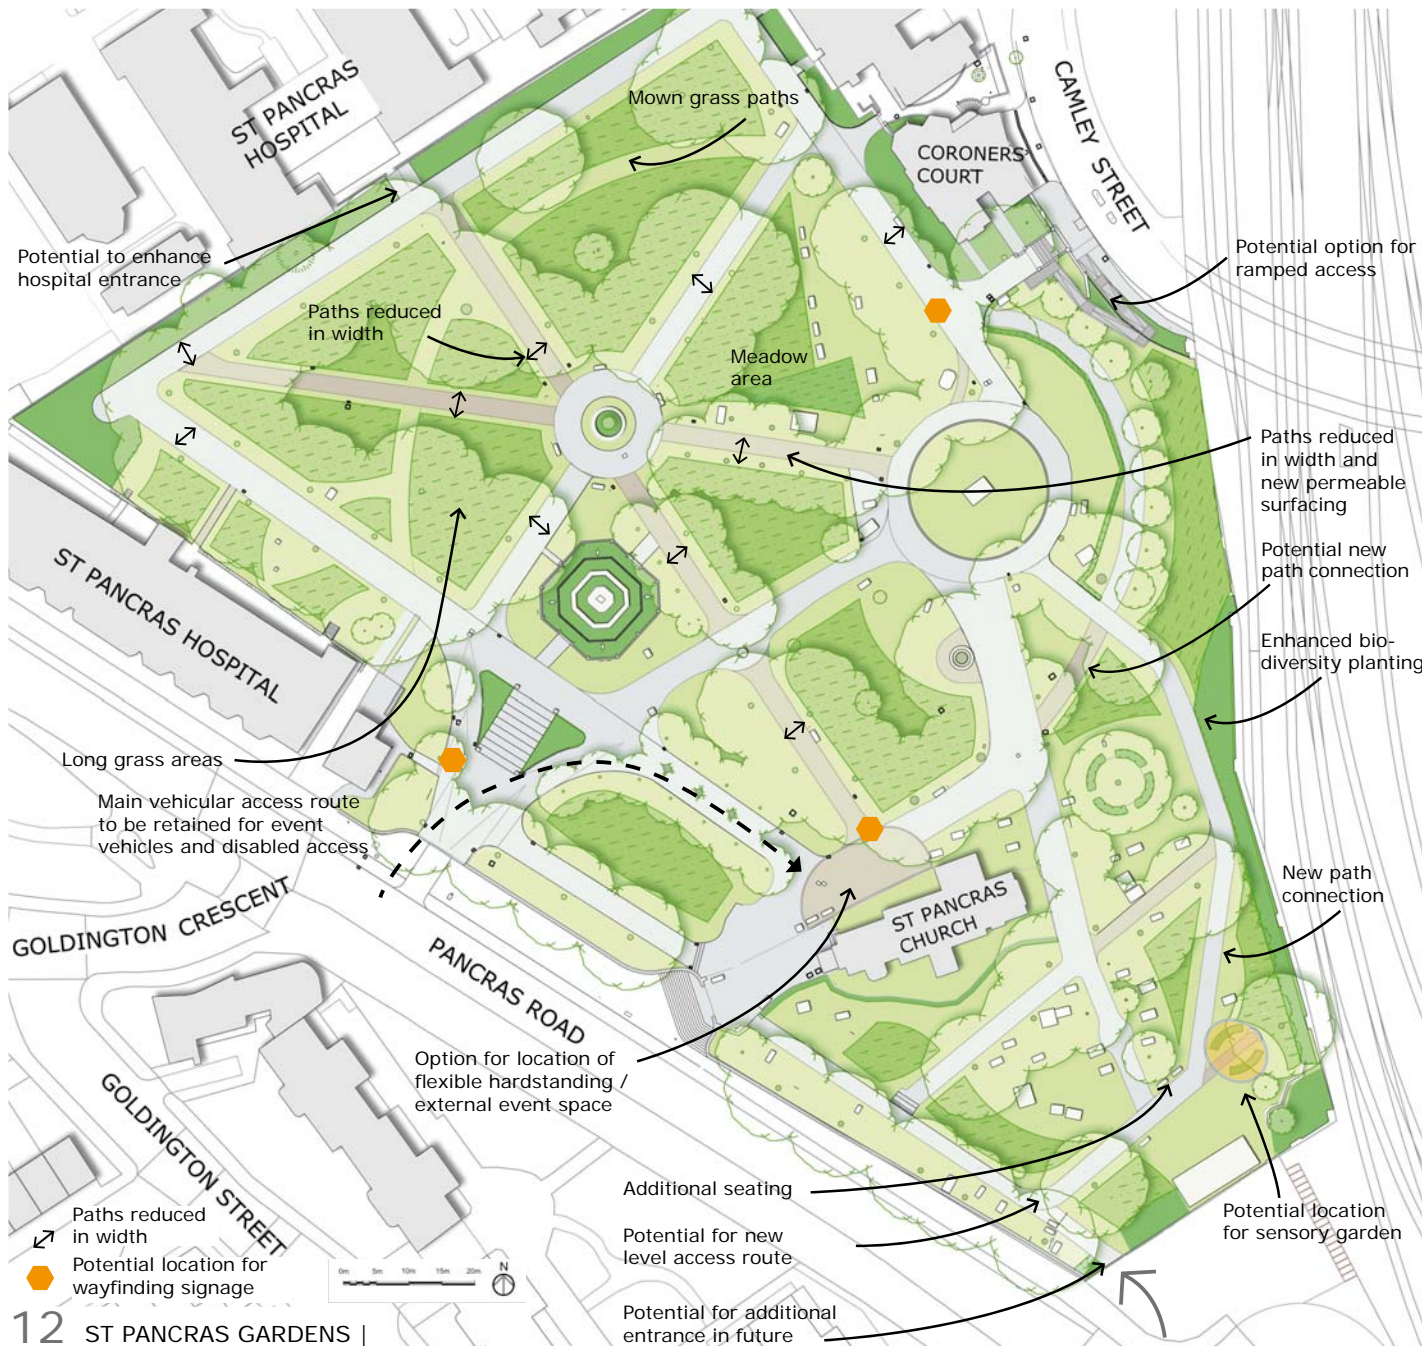 ST PANCRAS
HOSPITAL
Mown grass paths
CAMLEY STREET
CORONERS
COURT
Potential to enhance
hospital entrance
Potential option for
ramped access
Paths reduced
in width
Meadow
area
Paths reduced
in width and
new permeable
surfacing
Potential new
path connection
ST PANCRAS HOSPITAL
Enhanced bio-
diversity planting
Long grass areas
Main vehicular access route
to be retained for event
vehicles and disabled access
New path
connection
GOLDINGTON CRESCENT
ST PANCRAS
CHURCH
PANCRAS ROAD
Option for location of
flexible hardstanding /
external event space
GOLDINGTON STREET
Additional seating
Potential location
for sensory garden
Potential for new
level access route
Potential for additional
entrance in future
Paths reduced
in width
Potential location for
wayfinding signage
0m 5m 10m 15m 20m
N
12 ST PANCRAS GARDENS |